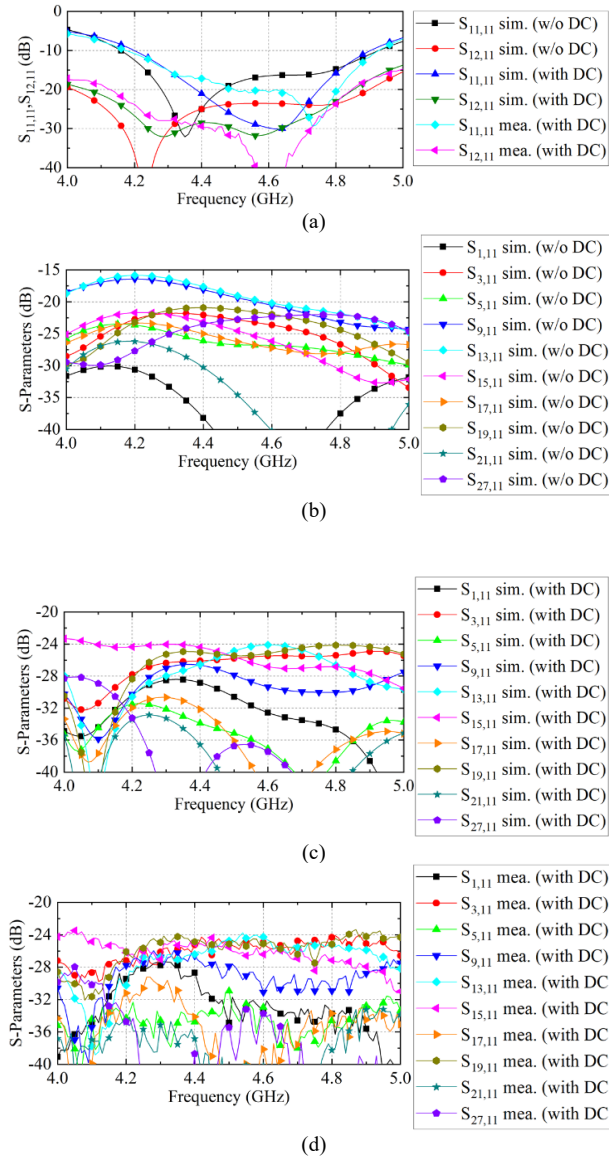 S11,11, S12,11 (dB)
0
-10
-20
-30
-40
4.0 4.2 4.4 4.6 4.8 5.0
Frequency (GHz)
S11,11 sim. (w/o DC)
S12,11 sim. (w/o DC)
S11,11 sim. (with DC)
S12,11 sim. (with DC)
S11,11 mea. (with DC)
S12,11 mea. (with DC)
(a)
S-Parameters (dB)
-15
-20
-25
-30
-35
-40
4.0 4.2 4.4 4.6 4.8 5.0
Frequency (GHz)
S1,11 sim. (w/o DC)
S3,11 sim. (w/o DC)
S5,11 sim. (w/o DC)
S9,11 sim. (w/o DC)
S13,11 sim. (w/o DC)
S15,11 sim. (w/o DC)
S17,11 sim. (w/o DC)
S19,11 sim. (w/o DC)
S21,11 sim. (w/o DC)
S27,11 sim. (w/o DC)
(b)
S-Parameters (dB)
-20
-24
-28
-32
-36
-40
4.0 4.2 4.4 4.6 4.8 5.0
Frequency (GHz)
S1,11 sim. (with DC)
S3,11 sim. (with DC)
S5,11 sim. (with DC)
S9,11 sim. (with DC)
S13,11 sim. (with DC)
S15,11 sim. (with DC)
S17,11 sim. (with DC)
S19,11 sim. (with DC)
S21,11 sim. (with DC)
S27,11 sim. (with DC)
(c)
S-Parameters (dB)
-20
-24
-28
-32
-36
-40
4.0 4.2 4.4 4.6 4.8 5.0
Frequency (GHz)
S1,11 mea. (with DC)
S3,11 mea. (with DC)
S5,11 mea. (with DC)
S9,11 mea. (with DC)
S13,11 mea. (with DC)
S15,11 mea. (with DC)
S17,11 mea. (with DC)
S19,11 mea. (with DC)
S21,11 mea. (with DC)
S27,11 mea. (with DC)
(d)